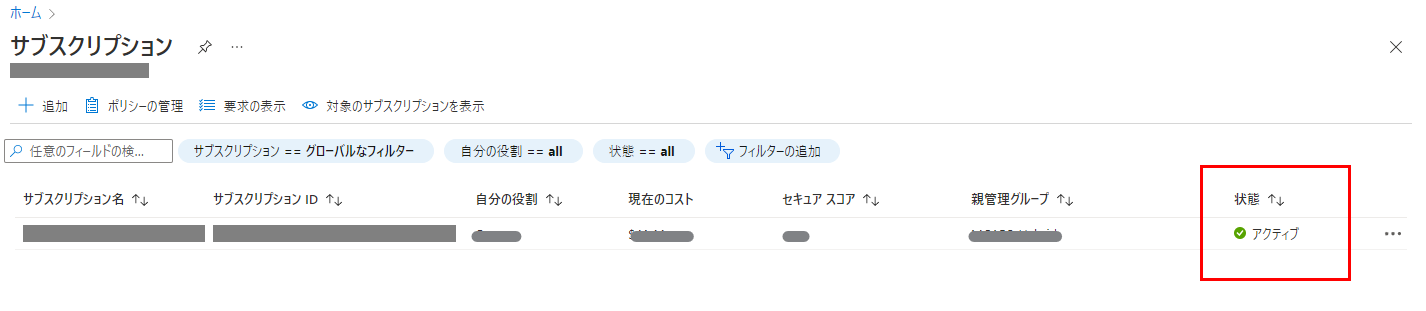 ホーム
サブスクリプション
追加 ポリシーの管理 要求の表示 対象のサブスクリプションを表示
任意のフィールドの検... サブスクリプション == グローバルなフィルター 自分の役割 == all 状態 == all フィルターの追加
サブスクリプション名 サブスクリプション ID 自分の役割 現在のコスト セキュア スコア 親管理グループ 状態
アクティブ